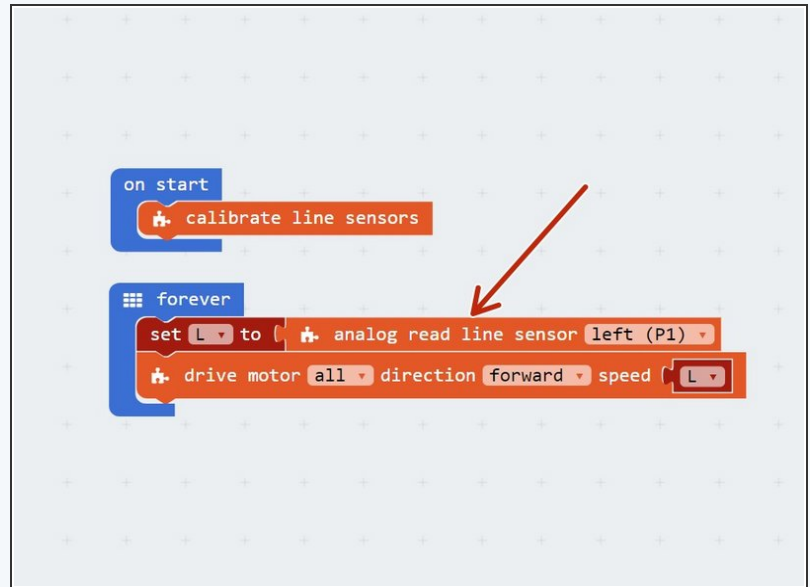 on start
calibrate line sensors
forever
set L to analog read line sensor left (P1)
drive motor all direction forward speed L